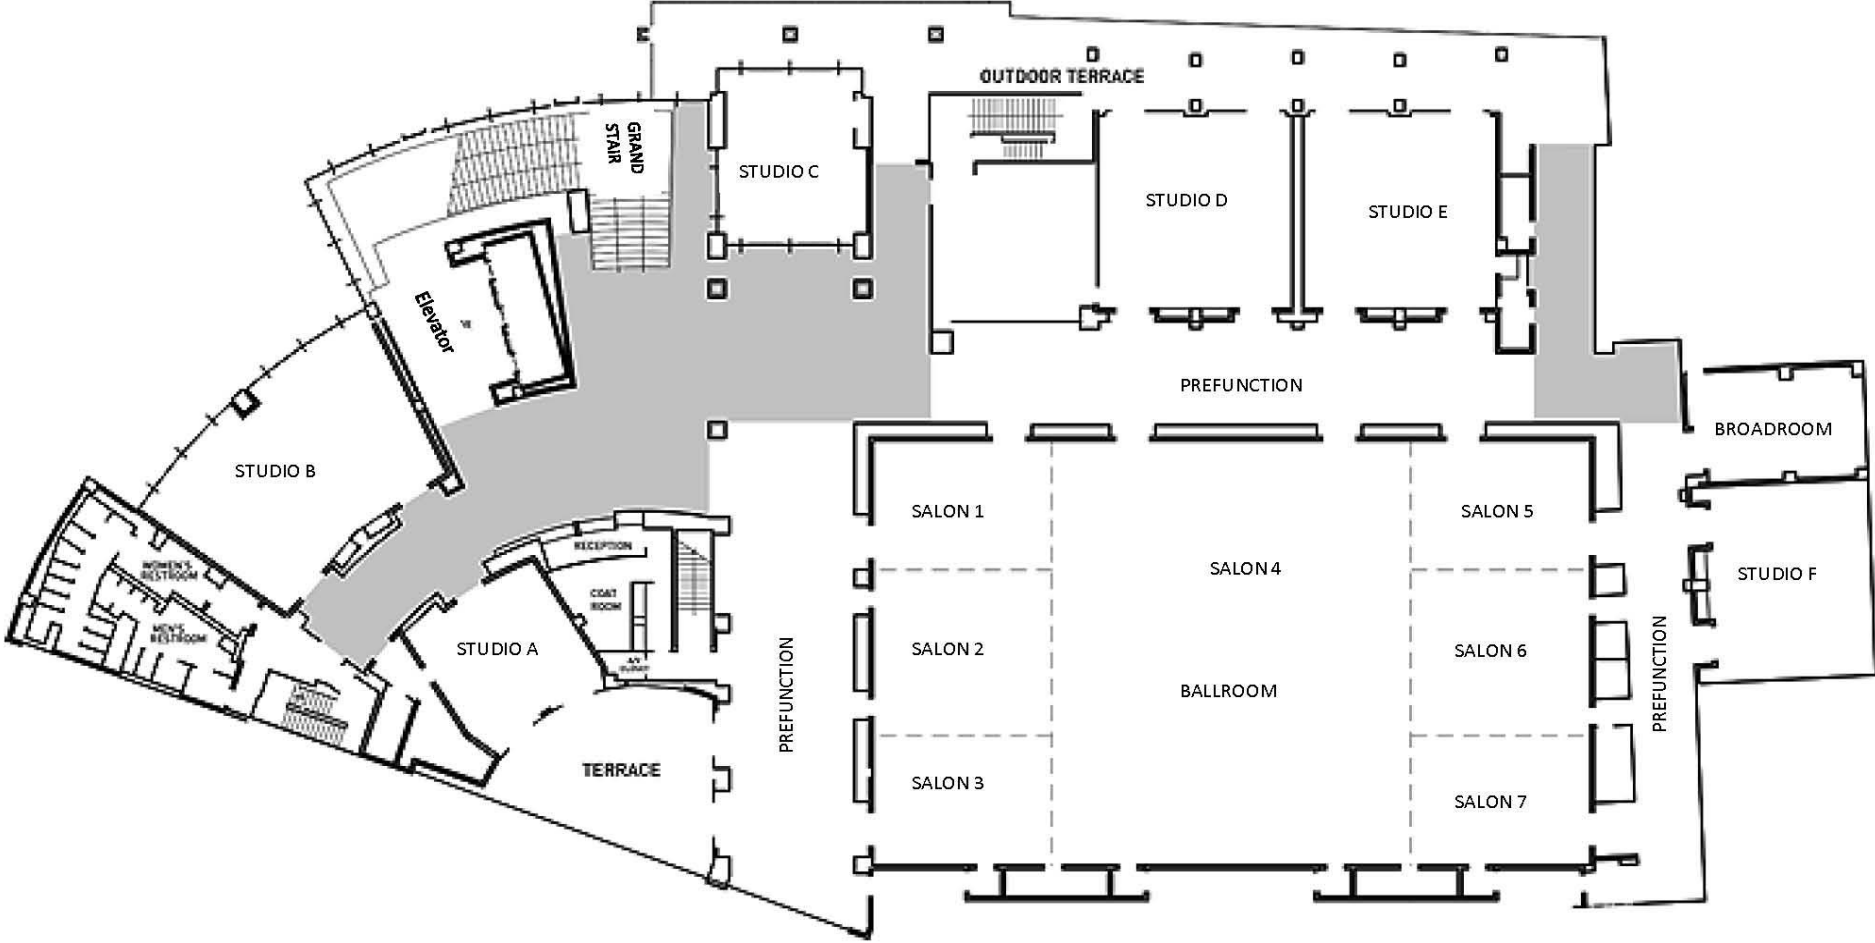 OUTDOOR TERRACE
GRAND
STAIR
STUDIO C
STUDIO D
STUDIO E
Elevator
PREFUNCTION
BROADROOM
STUDIO B
SALON 1
SALON 5
RECEPTION
WOMEN'S
RESTROOM
SALON 4
STUDIO F
COAT
ROOM
MEN'S
RESTROOM
STUDIO A
SALON 2
SALON 6
A/V
CLOSET
PREFUNCTION
BALLROOM
PREFUNCTION
TERRACE
SALON 3
SALON 7